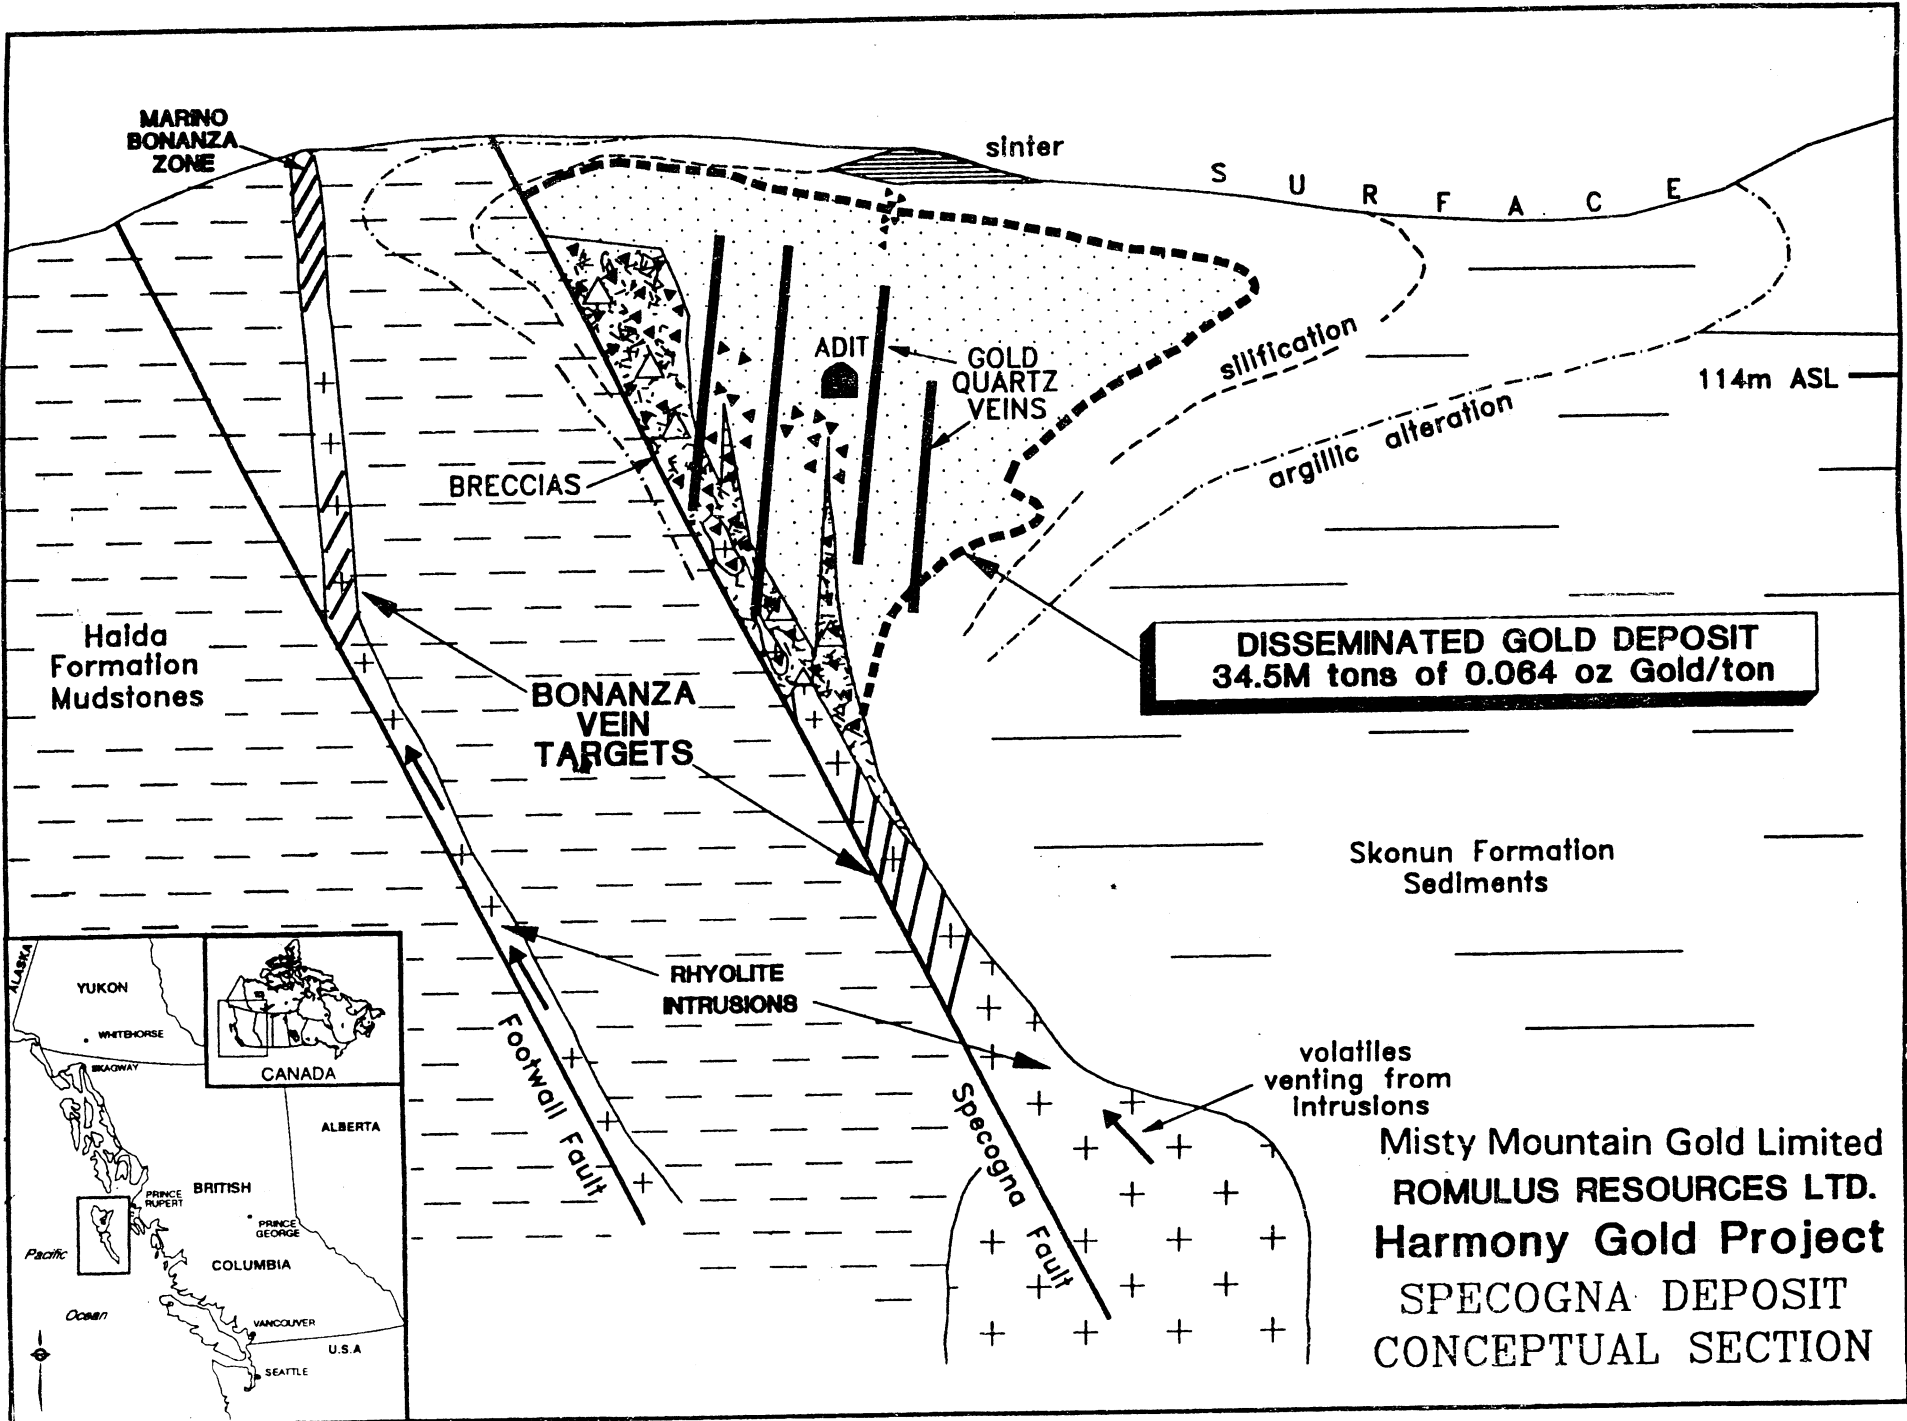 MARINO
BONANZA
ZONE
sinter
SURFACE
ADIT
GOLD
QUARTZ
VEINS
silification
114m ASL
argillic alteration
BRECCIAS
Haida
Formation
Mudstones
BONANZA
VEIN
TARGETS
DISSEMINATED GOLD DEPOSIT
34.5M tons of 0.064 oz Gold/ton
Skonun Formation
Sediments
RHYOLITE
INTRUSIONS
Footwall Fault
Specogna Fault
volatiles
venting from
intrusions
Misty Mountain Gold Limited
ROMULUS RESOURCES LTD.
Harmony Gold Project
SPECOGNA DEPOSIT
CONCEPTUAL SECTION
ALASKA
YUKON
WHITEHORSE
SKAGWAY
CANADA
ALBERTA
BRITISH
PRINCE
RUPERT
PRINCE
GEORGE
Pacific
COLUMBIA
Ocean
VANCOUVER
U.S.A
SEATTLE